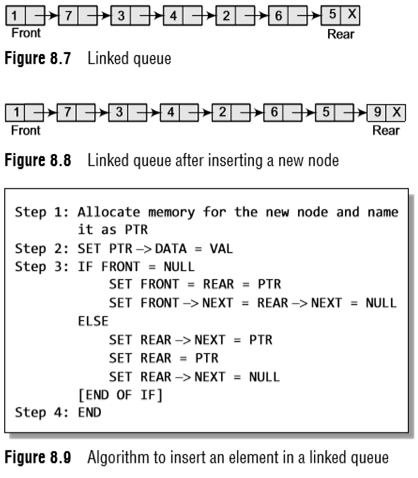 1 7 3 4 2 6 5 X
Front Rear
Figure 8.7 Linked queue
1 7 3 4 2 6 5 9 X
Front Rear
Figure 8.8 Linked queue after inserting a new node
Step 1: Allocate memory for the new node and name
it as PTR
Step 2: SET PTR->DATA = VAL
Step 3: IF FRONT = NULL
SET FRONT = REAR = PTR
SET FRONT->NEXT = REAR->NEXT = NULL
ELSE
SET REAR->NEXT = PTR
SET REAR = PTR
SET REAR->NEXT = NULL
[END OF IF]
Step 4: END
Figure 8.9 Algorithm to insert an element in a linked queue